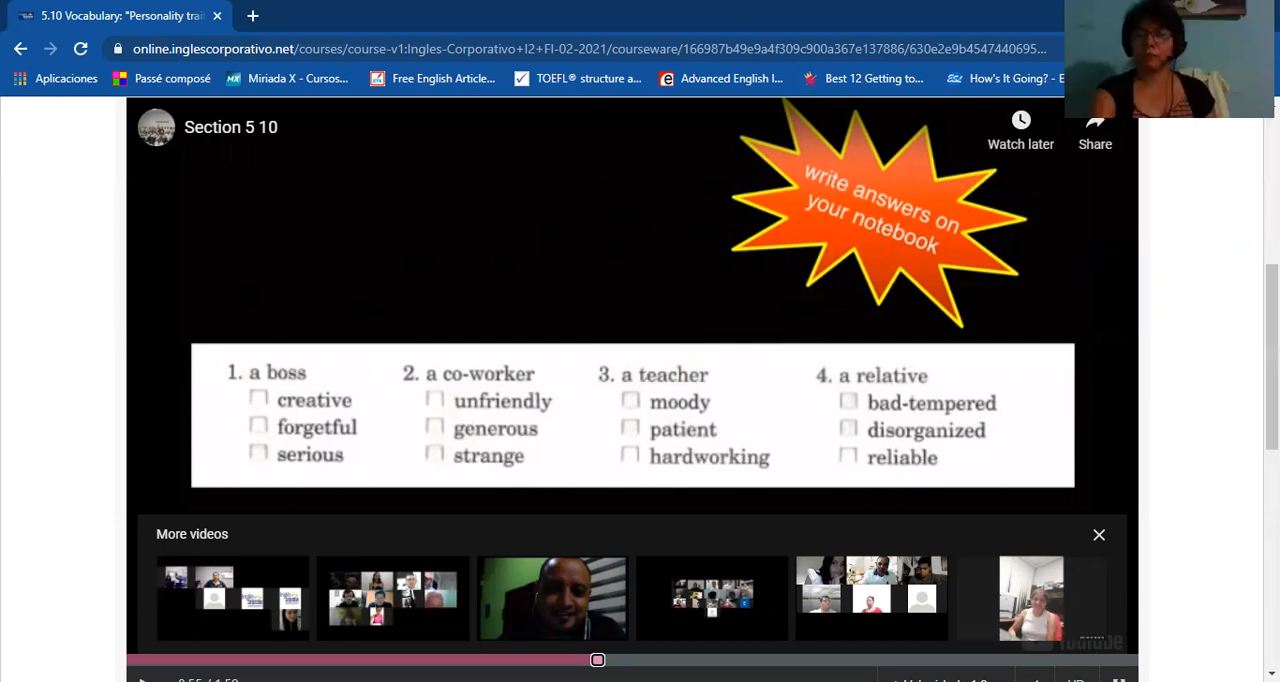 5.10 Vocabulary: "Personality trai
online.inglescorporativo.net/courses/course-v1:Ingles-Corporativo+I2+FI-02-2021/courseware/166987b49e9a4f309c900a367e137886/630e2e9b4547440695...
Aplicaciones
Passé composé
Miriada X - Cursos...
Free English Article...
TOEFL® structure a...
Advanced English I...
Best 12 Getting to...
How's It Going? - E
Section 5 10
Watch later
Share
write answers on
your notebook
1. a boss
creative
forgetful
serious
2. a co-worker
unfriendly
generous
strange
3. a teacher
moody
patient
hardworking
4. a relative
bad-tempered
disorganized
reliable
More videos
YouTube